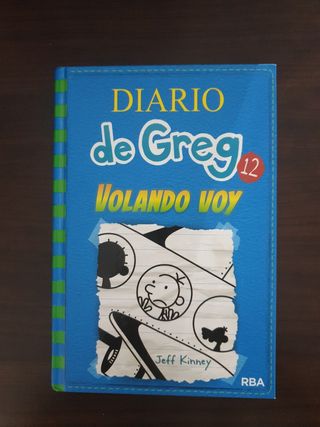 DIARIO
de Greg
12
VOLANDO VOY
Jeff Kinney
RBA